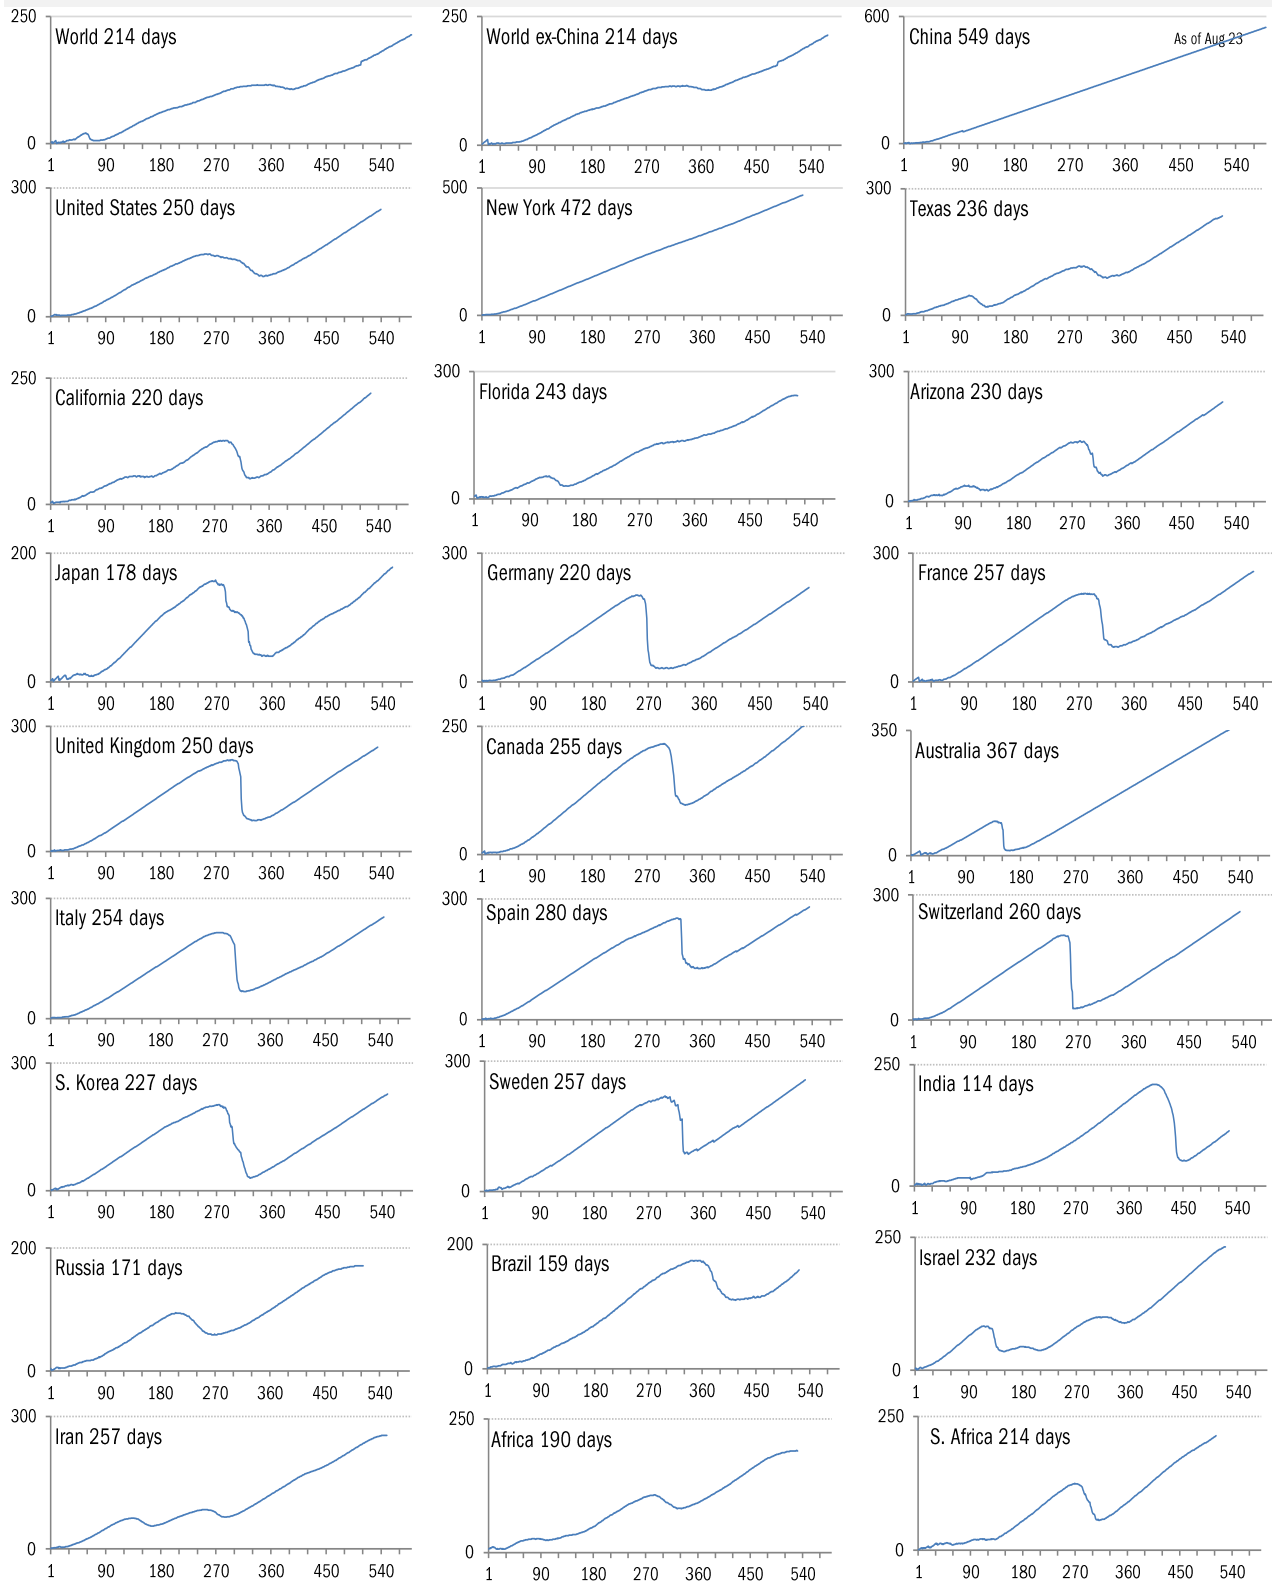 250 250 600
World 214 days World ex-China 214 days China 549 days
As of Aug 23
0 0 0
1 90 180 270 360 450 540 1 90 180 270 360 450 540 1 90 180 270 360 450 540
300 500 300
United States 250 days New York 472 days Texas 236 days
0 0 0
1 90 180 270 360 450 540 1 90 180 270 360 450 540 1 90 180 270 360 450 540
250 300 300
California 220 days Florida 243 days Arizona 230 days
0 0 0
1 90 180 270 360 450 540 1 90 180 270 360 450 540 1 90 180 270 360 450 540
200 300 300
Japan 178 days Germany 220 days France 257 days
0 0 0
1 90 180 270 360 450 540 1 90 180 270 360 450 540 1 90 180 270 360 450 540
300 250 350
United Kingdom 250 days Canada 255 days Australia 367 days
0 0 0
1 90 180 270 360 450 540 1 90 180 270 360 450 540 1 90 180 270 360 450 540
300 300 300
Italy 254 days Spain 280 days Switzerland 260 days
0 0 0
1 90 180 270 360 450 540 1 90 180 270 360 450 540 1 90 180 270 360 450 540
300 300 250
S. Korea 227 days Sweden 257 days India 114 days
0 0 0
1 90 180 270 360 450 540 1 90 180 270 360 450 540 1 90 180 270 360 450 540
200 200 250
Russia 171 days Brazil 159 days Israel 232 days
0 0 0
1 90 180 270 360 450 540 1 90 180 270 360 450 540 1 90 180 270 360 450 540
300 250 250
Iran 257 days Africa 190 days S. Africa 214 days
0 0 0
1 90 180 270 360 450 540 1 90 180 270 360 450 540 1 90 180 270 360 450 540